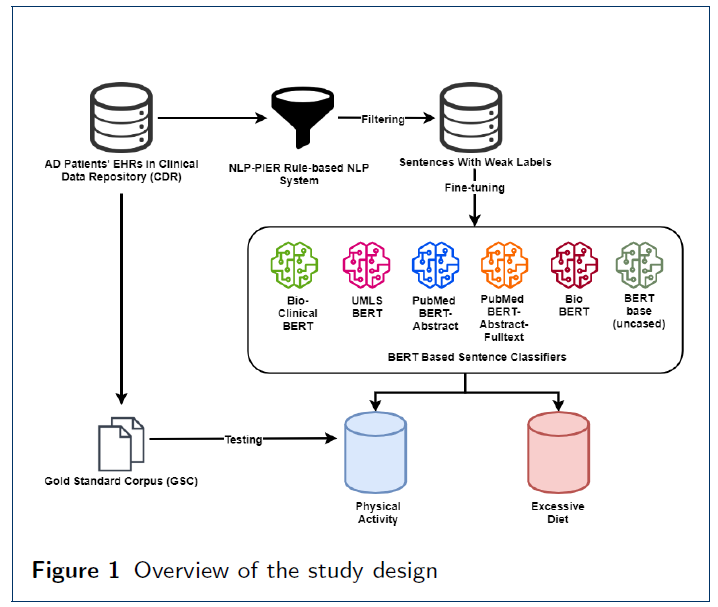 Filtering
AD Patients' EHRs in Clinical
Data Repository (CDR)
NLP-PIER Rule-based NLP
System
Sentences With Weak Labels
Fine-tuning
Bio-
Clinical
BERT
UMLS
BERT
PubMed
BERT-
Abstract
PubMed
BERT-
Abstract-
Fulltext
Bio
BERT
BERT
base
(uncased)
BERT Based Sentence Classifiers
Testing
Gold Standard Corpus (GSC)
Physical
Activity
Excessive
Diet
Figure 1 Overview of the study design